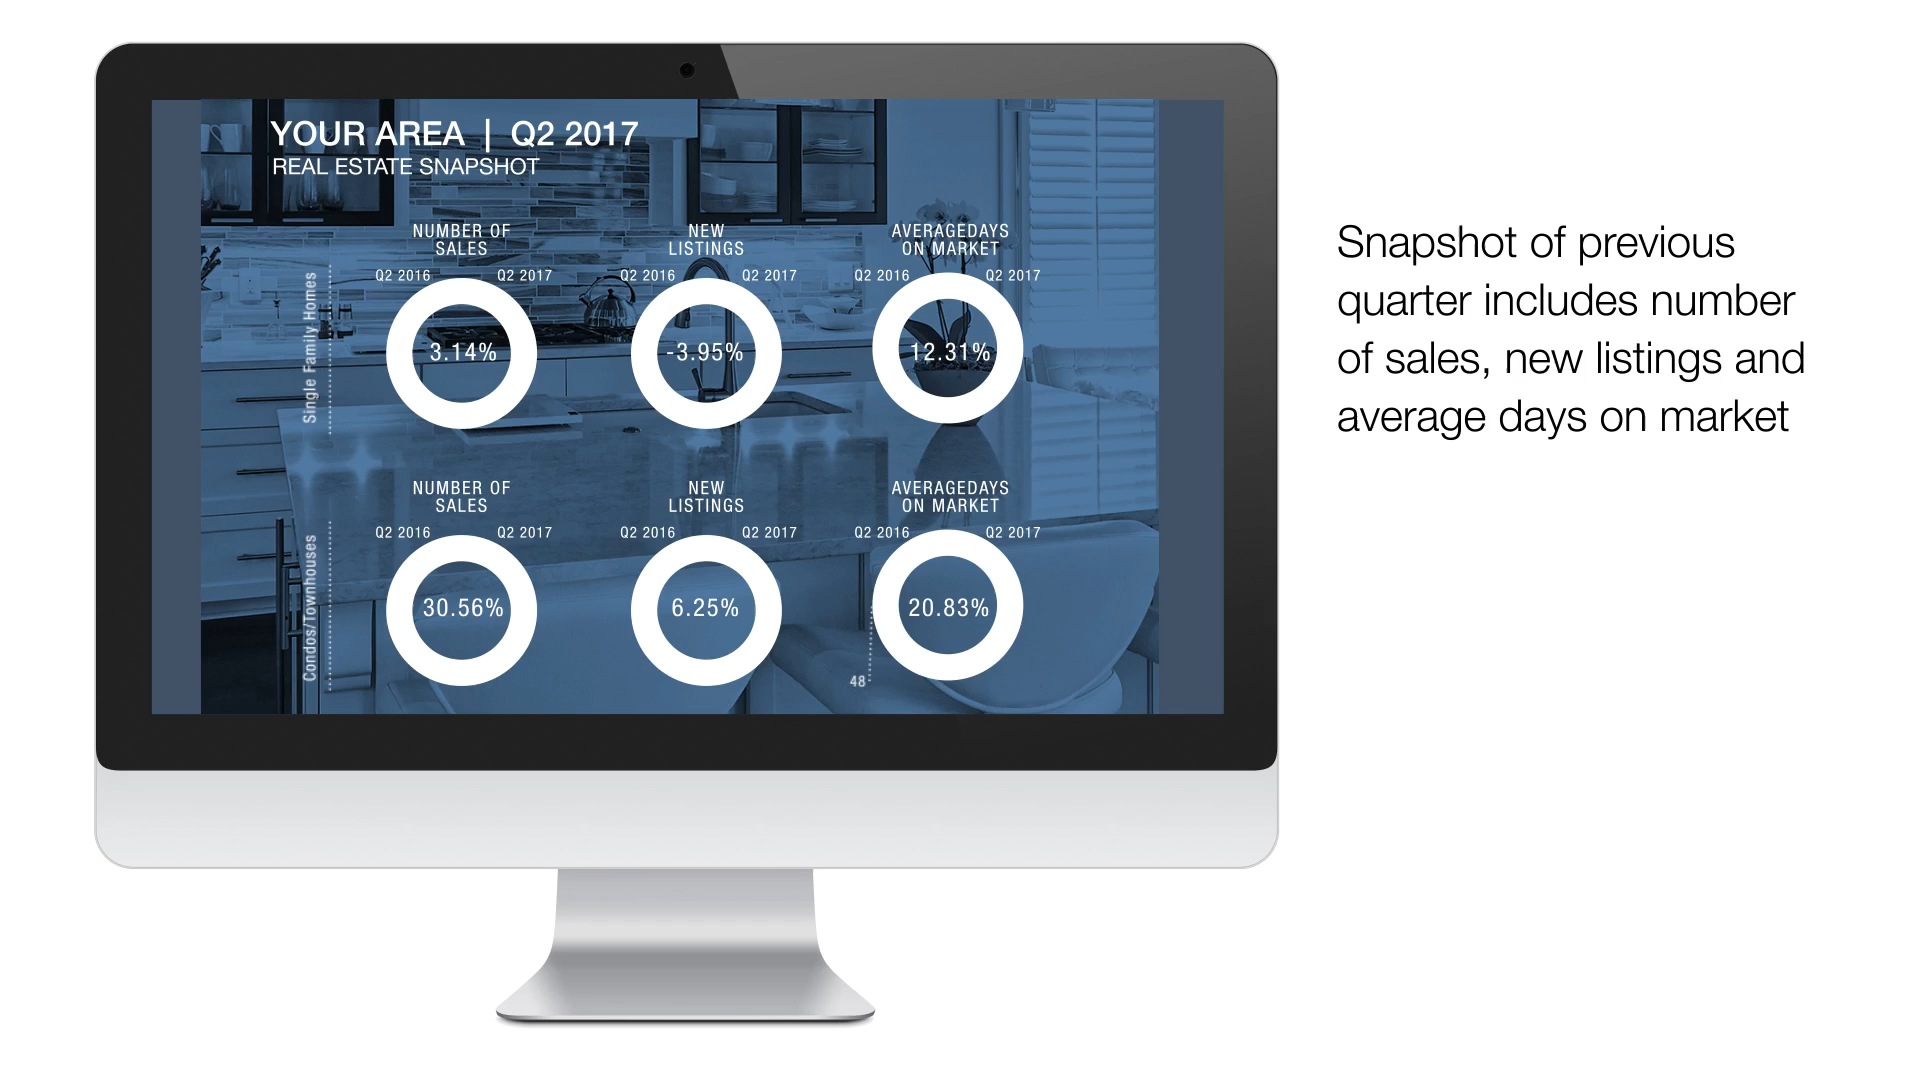 YOUR AREA | Q2 2017
REAL ESTATE SNAPSHOT
Single Family Homes
NUMBER OF
SALES
Q2 2016 Q2 2017
3.14%
NEW
LISTINGS
Q2 2016 Q2 2017
-3.95%
AVERAGEDAYS
ON MARKET
Q2 2016 Q2 2017
12.31%
Condos/Townhouses
NUMBER OF
SALES
Q2 2016 Q2 2017
30.56%
NEW
LISTINGS
Q2 2016 Q2 2017
6.25%
AVERAGEDAYS
ON MARKET
Q2 2016 Q2 2017
20.83%
48
Snapshot of previous
quarter includes number
of sales, new listings and
average days on market